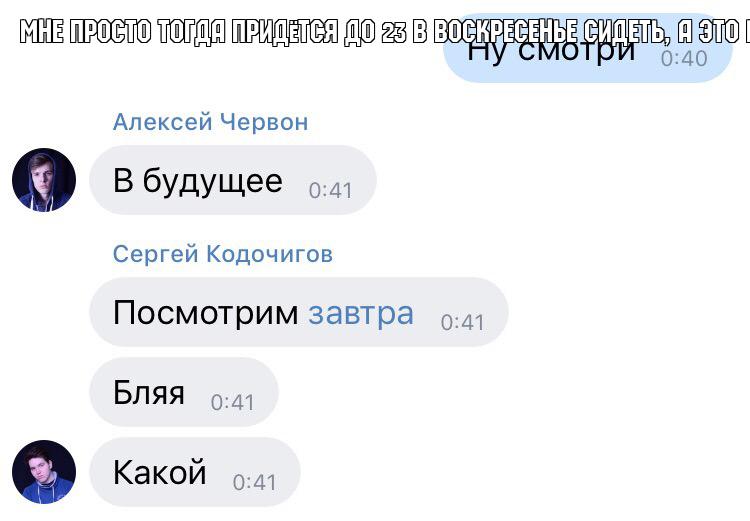 МНЕ ПРОСТО ТОГДА ПРИДЁТСЯ ДО 23 В ВОСКРЕСЕНЬЕ СИДЕТЬ, А ЭТО
Ну смотри 0:40
Алексей Червон
В будущее 0:41
Сергей Кодочигов
Посмотрим завтра 0:41
Бляя 0:41
Какой 0:41